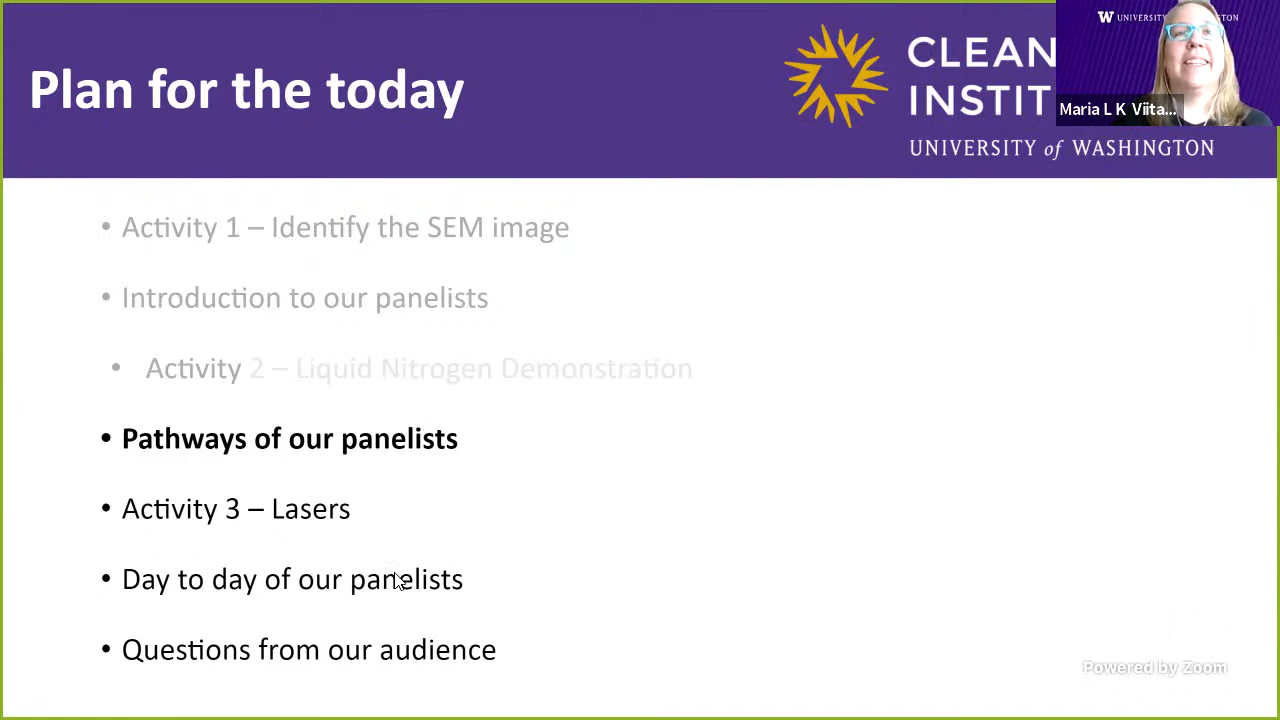 Plan for the today
CLEAN
INSTIT
UNIVERSITY of WASHINGTON
W UNIVERSITY
Maria L K Viita...
• Activity 1 – Identify the SEM image
• Introduction to our panelists
• Activity 2 – Liquid Nitrogen Demonstration
• Pathways of our panelists
• Activity 3 – Lasers
• Day to day of our panelists
• Questions from our audience
Powered by Zoom